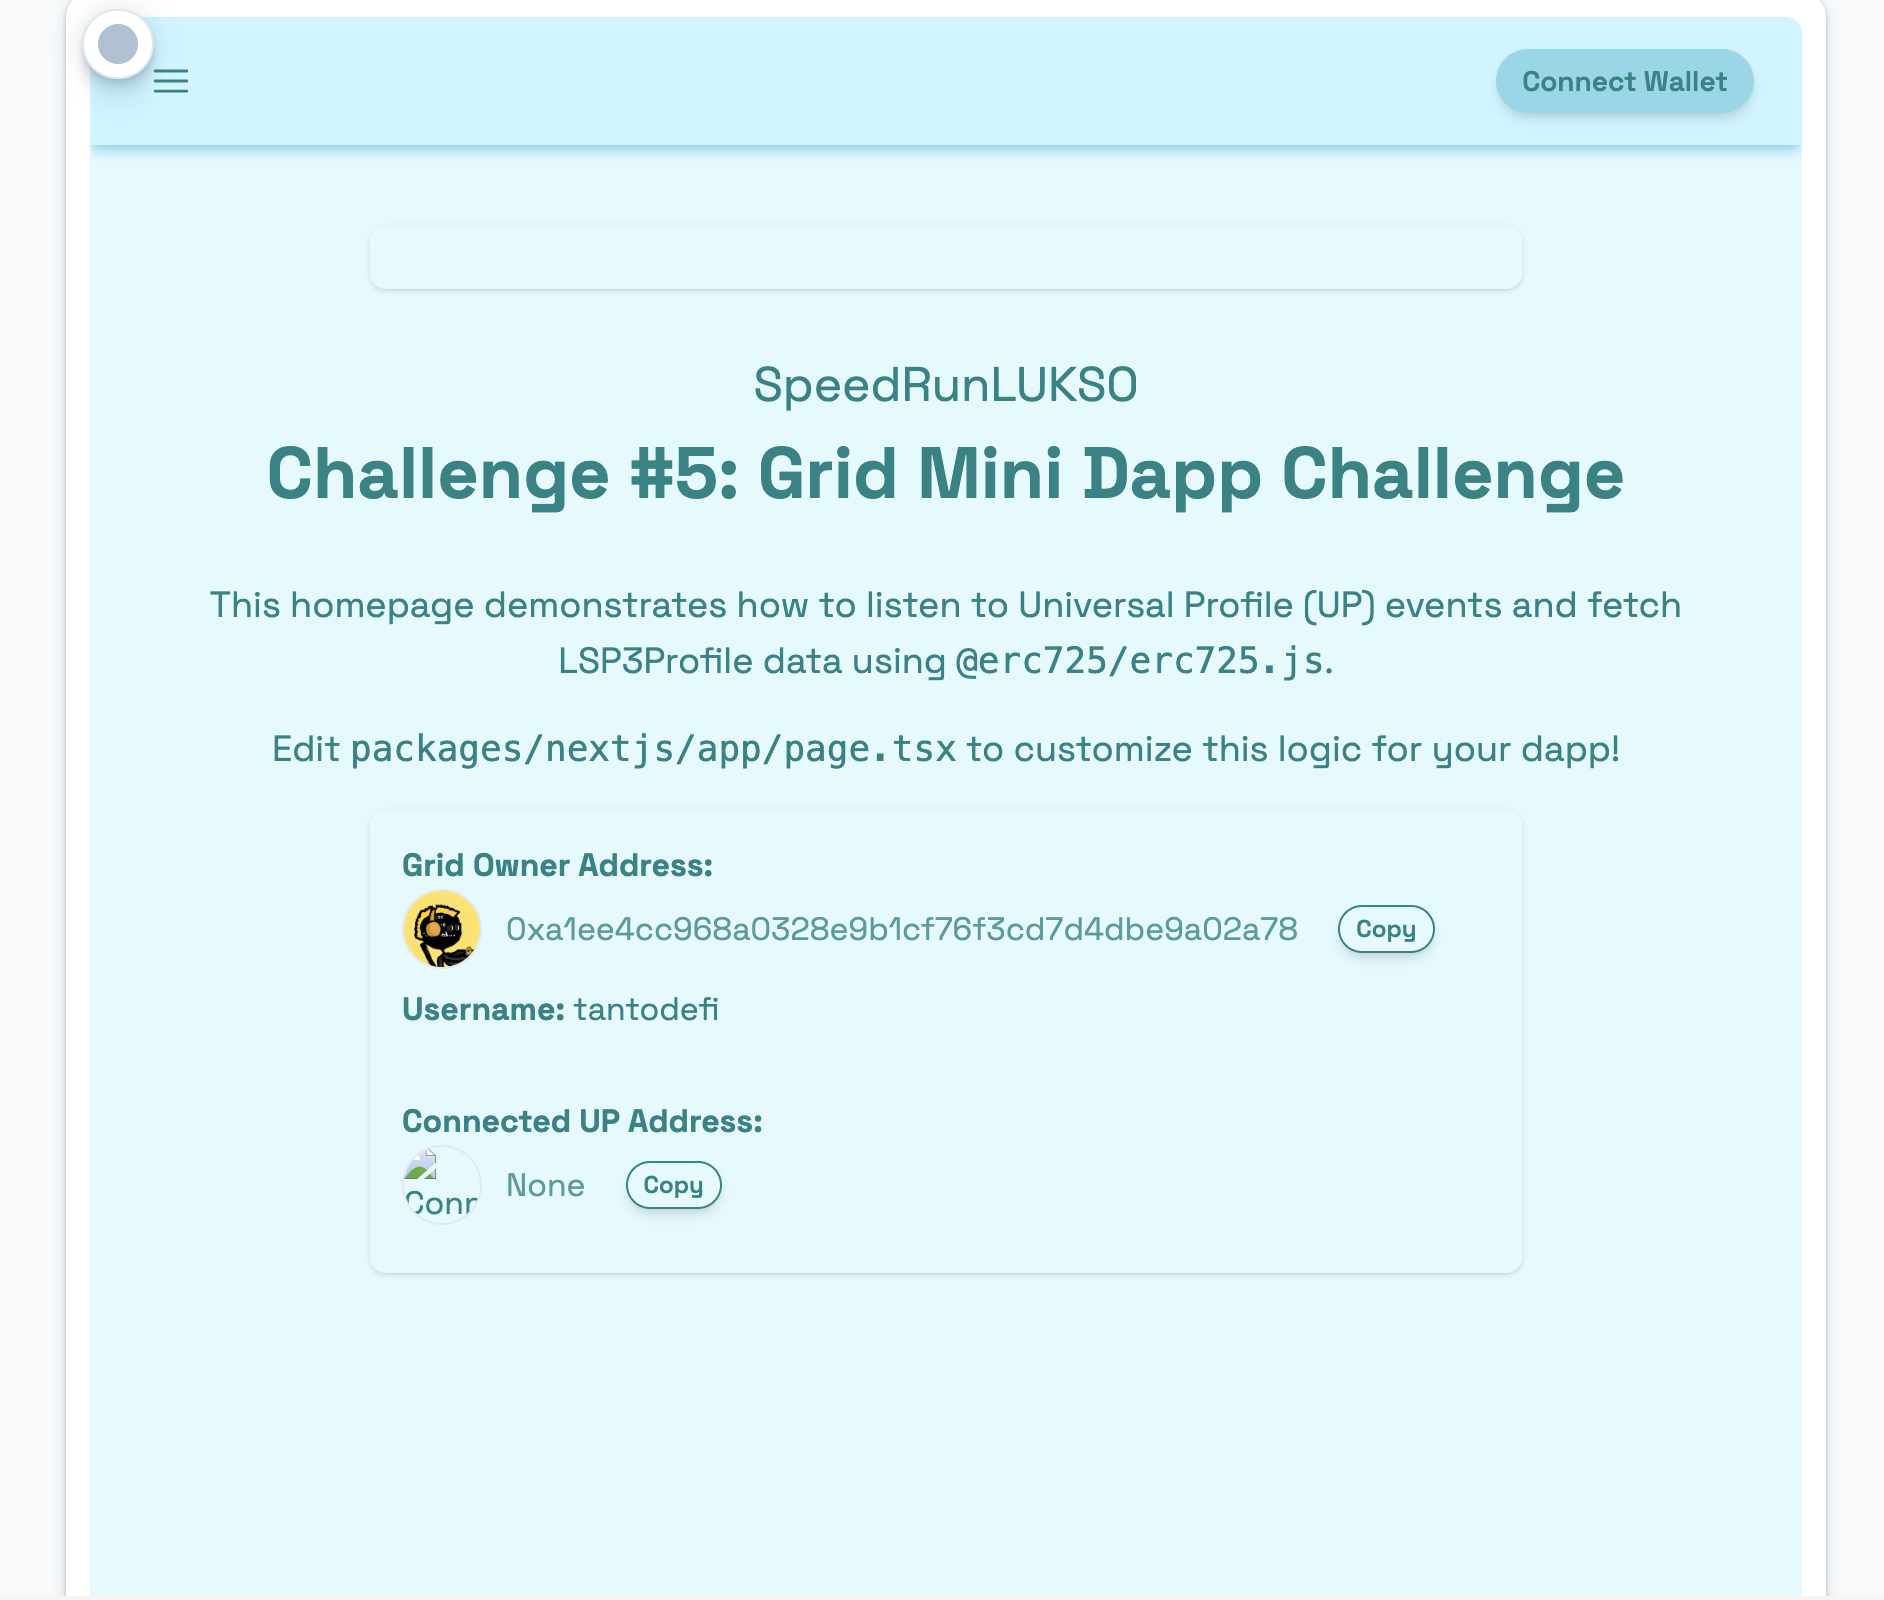 Connect Wallet
SpeedRunLUKSO
Challenge #5: Grid Mini Dapp Challenge
This homepage demonstrates how to listen to Universal Profile (UP) events and fetch
LSP3Profile data using @erc725/erc725.js.
Edit packages/nextjs/app/page.tsx to customize this logic for your dapp!
Grid Owner Address:
0xa1ee4cc968a0328e9b1cf76f3cd7d4dbe9a02a78 Copy
Username: tantodefi
Connected UP Address:
Conn None Copy